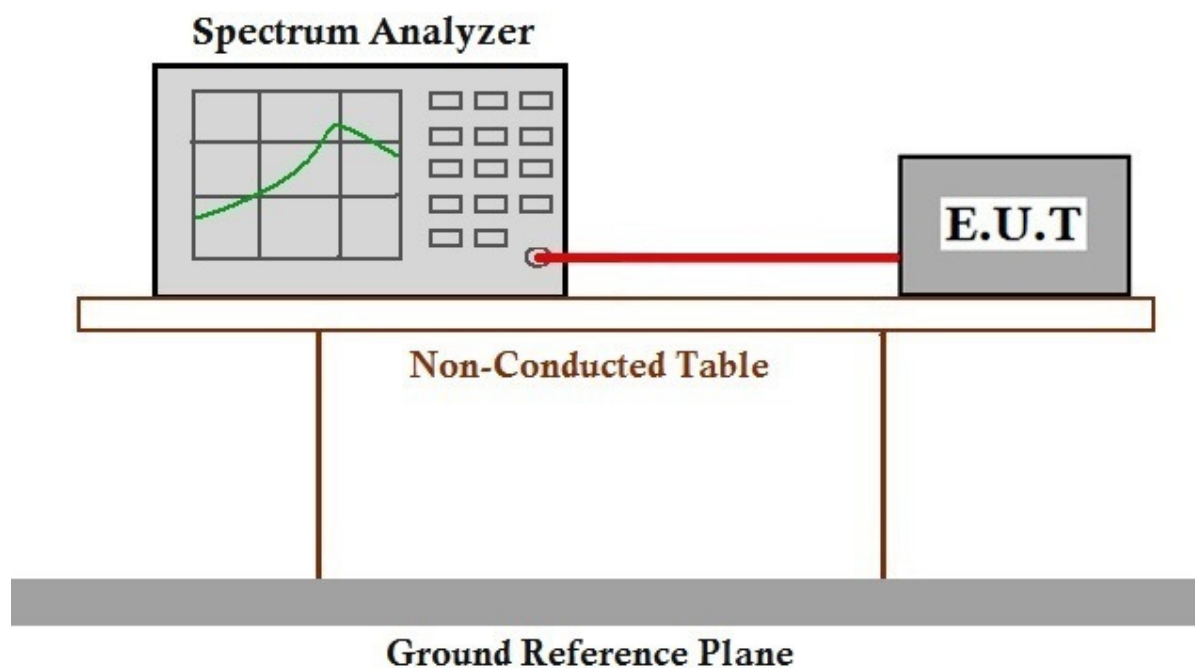 Spectrum Analyzer
E.U.T
Non-Conducted Table
Ground Reference Plane